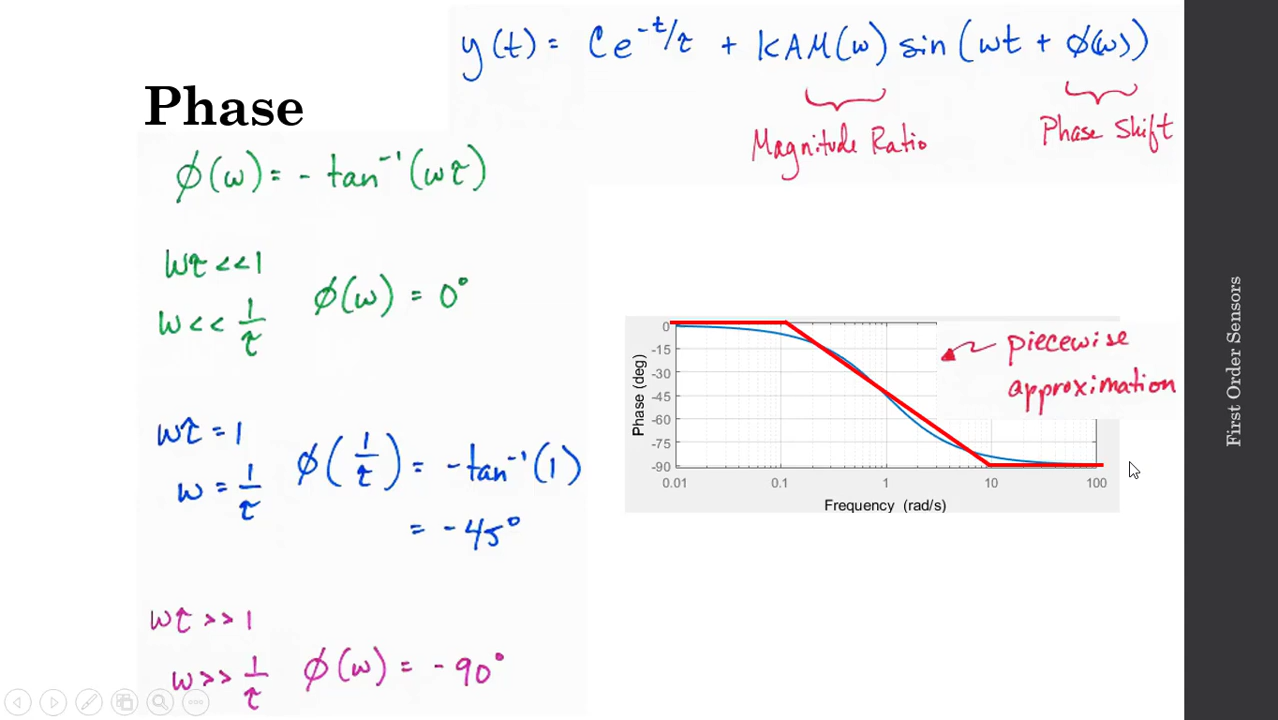 y(t) = Ce^{-t/τ} + KAM(ω) sin(ωt + φ(ω))
Magnitude Ratio
Phase Shift
Phase
φ(ω) = - tan⁻¹(ωτ)
ωτ << 1
ω << 1/τ
φ(ω) = 0°
ωτ = 1
ω = 1/τ
φ(1/τ) = -tan⁻¹(1)
= -45°
ωτ >> 1
ω >> 1/τ
φ(ω) = -90°
piecewise
approximation
Phase (deg)
0
-15
-30
-45
-60
-75
-90
0.01
0.1
1
10
100
Frequency (rad/s)
First Order Sensors